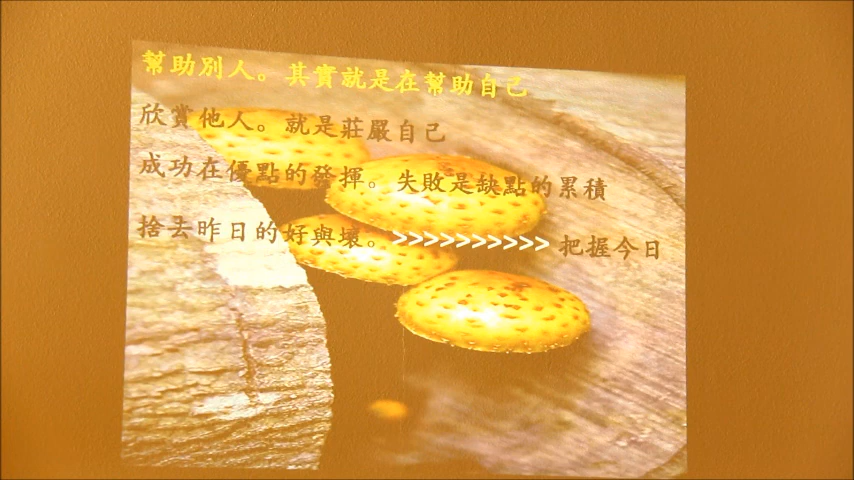 幫助別人。其實就是在幫助自己
欣賞他人。就是莊嚴自己
成功在優點的發揮。失敗是缺點的累積
捨去昨日的好與壞。>>>>>>>>>> 把握今日